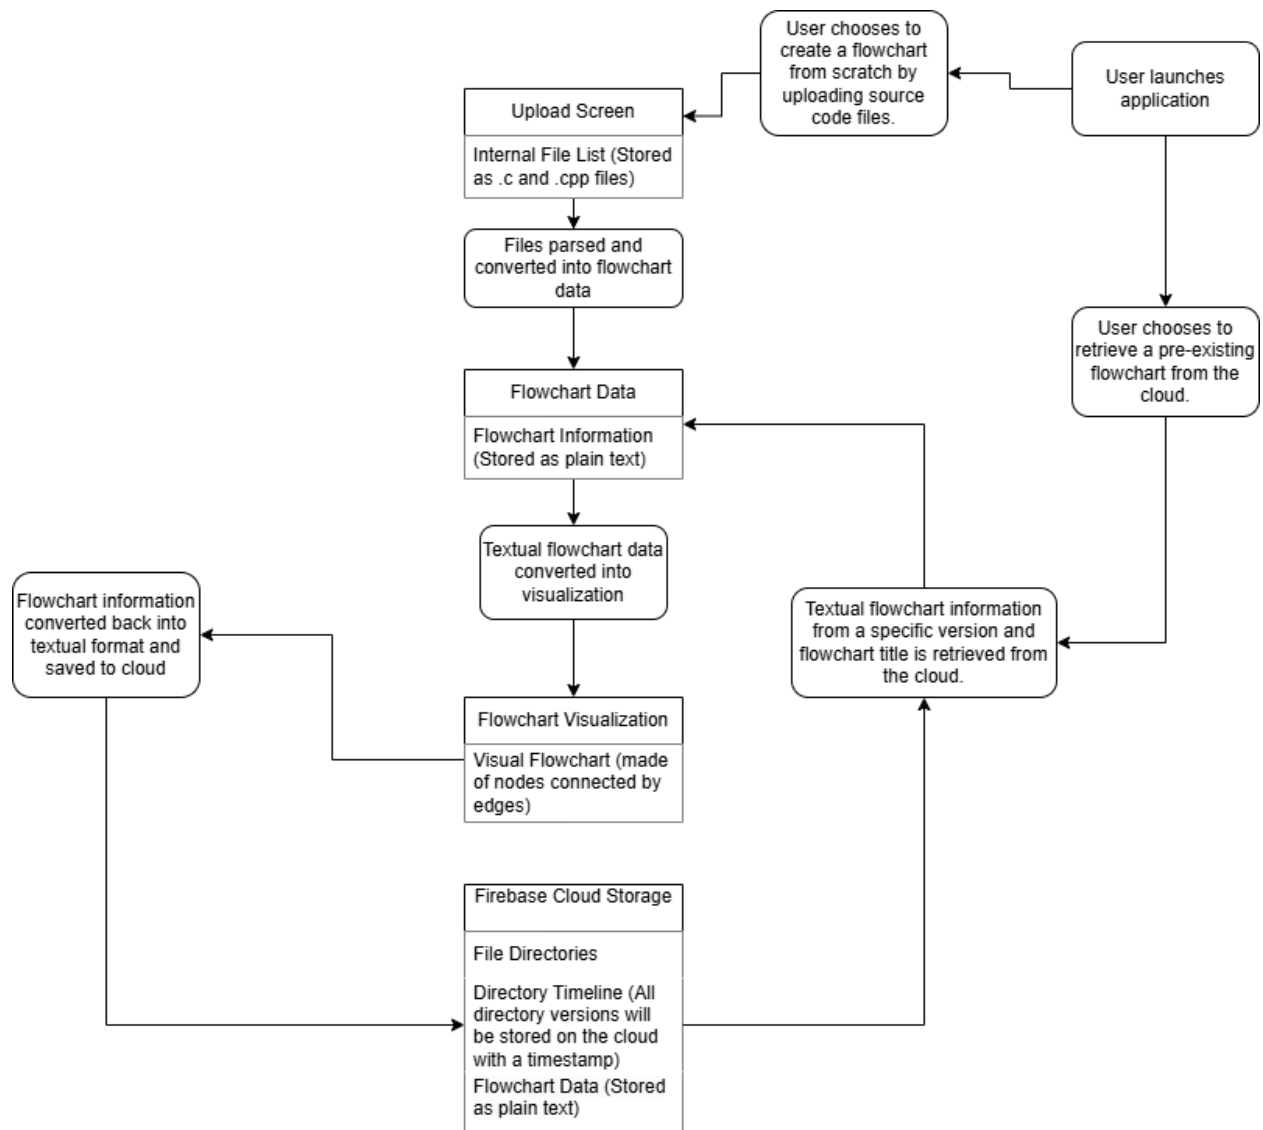 User chooses to
create a flowchart
from scratch by
uploading source
code files.
User launches
application
Upload Screen
Internal File List (Stored
as .c and .cpp files)
Files parsed and
converted into flowchart
data
User chooses to
retrieve a pre-existing
flowchart from the
cloud.
Flowchart Data
Flowchart Information
(Stored as plain text)
Textual flowchart data
converted into
visualization
Flowchart information
converted back into
textual format and
saved to cloud
Textual flowchart information
from a specific version and
flowchart title is retrieved from
the cloud.
Flowchart Visualization
Visual Flowchart (made
of nodes connected by
edges)
Firebase Cloud Storage
File Directories
Directory Timeline (All
directory versions will
be stored on the cloud
with a timestamp)
Flowchart Data (Stored
as plain text)